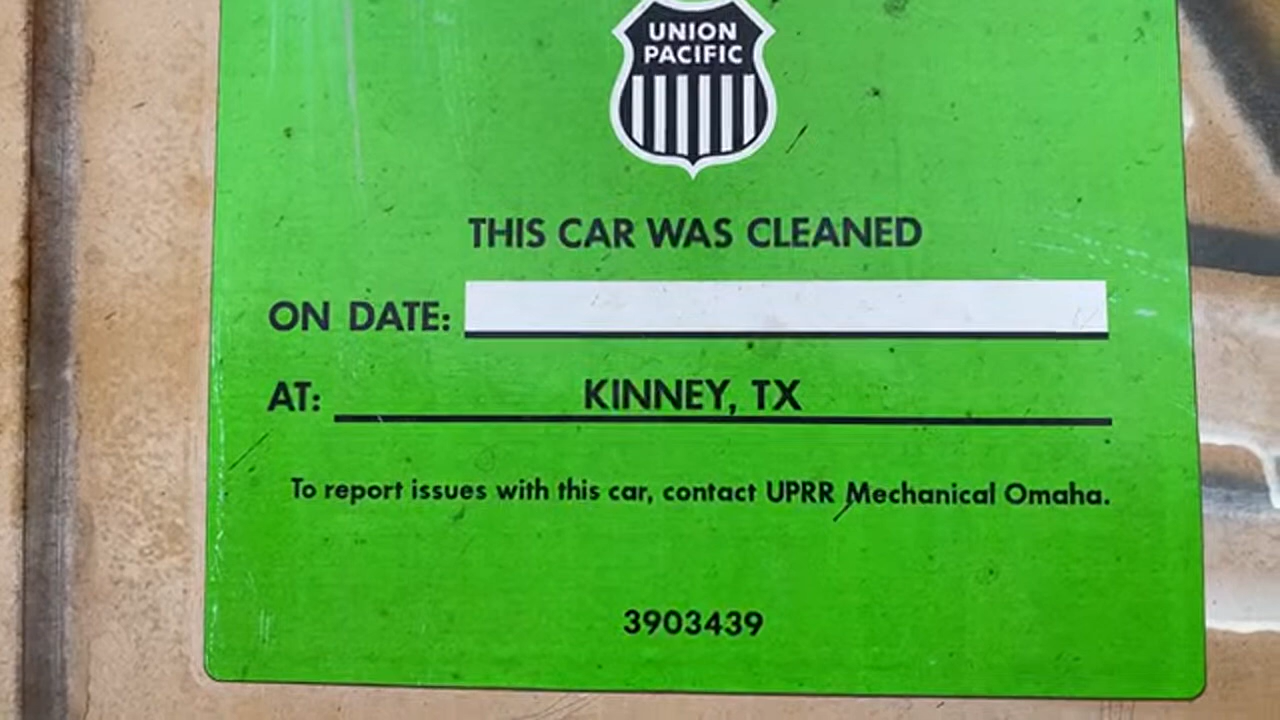 UNION
PACIFIC
THIS CAR WAS CLEANED
ON DATE:
AT: KINNEY, TX
To report issues with this car, contact UPRR Mechanical Omaha.
3903439